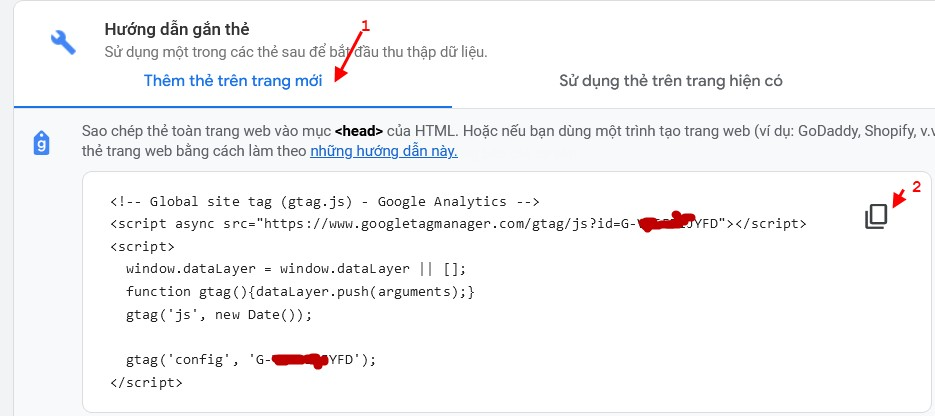 1
Hướng dẫn gắn thẻ
Sử dụng một trong các thẻ sau để bắt đầu thu thập dữ liệu.
Thêm thẻ trên trang mới
Sử dụng thẻ trên trang hiện có
Sao chép thẻ toàn trang web vào mục <head> của HTML. Hoặc nếu bạn dùng một trình tạo trang web (ví dụ: GoDaddy, Shopify, v.v
thẻ trang web bằng cách làm theo những hướng dẫn này.
g
2
<!-- Global site tag (gtag.js) - Google Analytics -->
<script async src="https://www.googletagmanager.com/gtag/js?id=G- YFD"></script>
<script>
window.dataLayer = window.dataLayer || [];
function gtag(){dataLayer.push(arguments);}
gtag('js', new Date());
gtag('config', 'G- YFD');
</script>